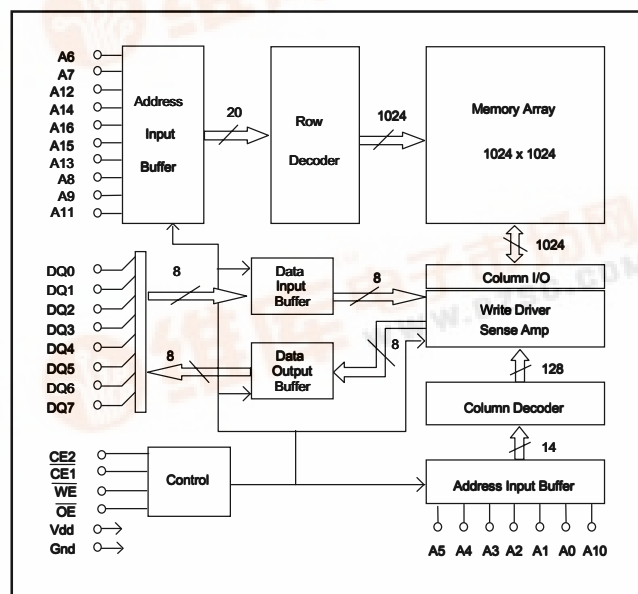 A6
A7
A12
A14
A16
A15
A13
A8
A9
A11
Address
Input
Buffer
20
Row
Decoder
1024
Memory Array
1024 x 1024
1024
Column I/O
Write Driver
Sense Amp
DQ0
DQ1
DQ2
DQ3
DQ4
DQ5
DQ6
DQ7
8
Data
Input
Buffer
8
8
Data
Output
Buffer
8
128
Column Decoder
14
Address Input Buffer
CE2
CE1
WE
OE
Vdd
Gnd
Control
A5 A4 A3 A2 A1 A0 A10